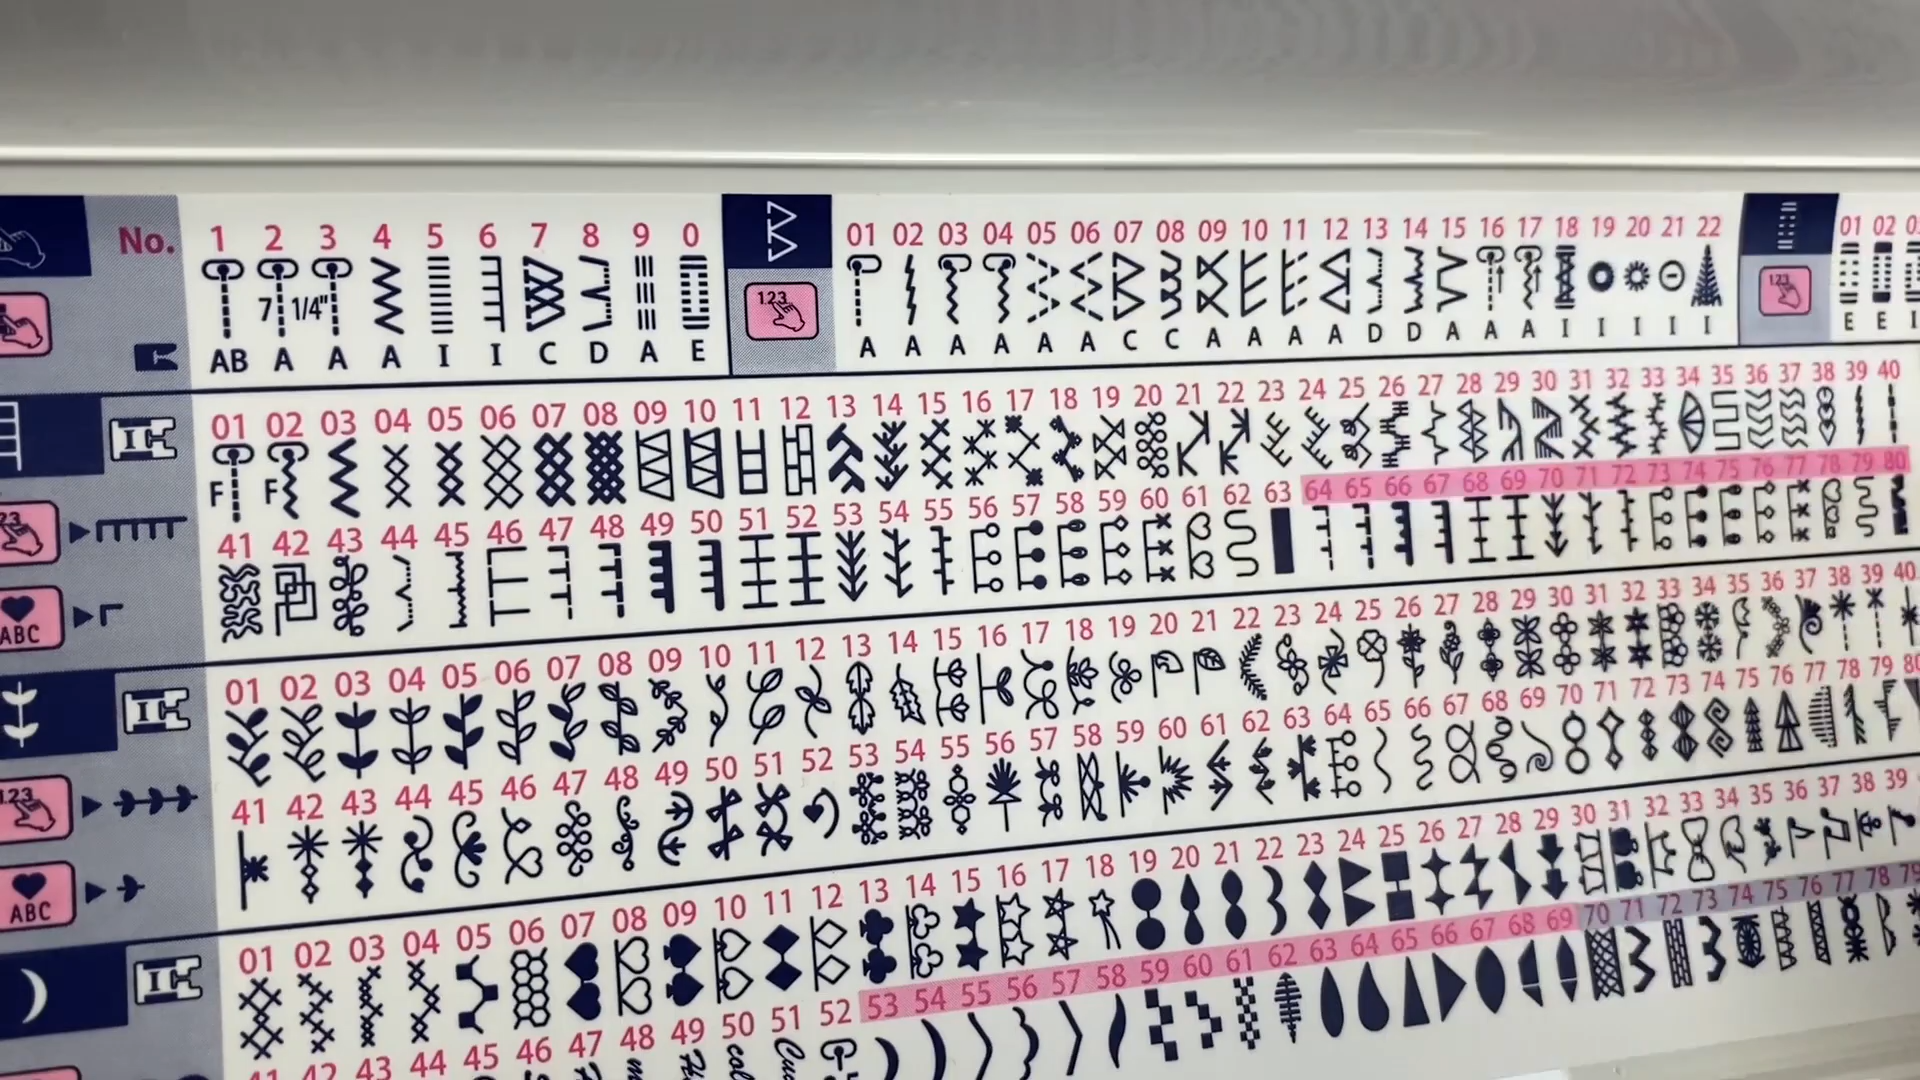 No. 1 2 3 4 5 6 7 8 9 0
7 1/4"
AB A A A I I C D A E
123
01 02 03 04 05 06 07 08 09 10 11 12 13 14 15 16 17 18 19 20 21 22
A A A A A A C C A A A A D D A A A I I I I I
123
01 02
E E
01 02 03 04 05 06 07 08 09 10 11 12 13 14 15 16 17 18 19 20 21 22 23 24 25 26 27 28 29 30 31 32 33 34 35 36 37 38 39 40
F F
41 42 43 44 45 46 47 48 49 50 51 52 53 54 55 56 57 58 59 60 61 62 63 64 65 66 67 68 69 70 71 72 73 74 75 76 77 78 79 80
ABC
01 02 03 04 05 06 07 08 09 10 11 12 13 14 15 16 17 18 19 20 21 22 23 24 25 26 27 28 29 30 31 32 33 34 35 36 37 38 39 40
41 42 43 44 45 46 47 48 49 50 51 52 53 54 55 56 57 58 59 60 61 62 63 64 65 66 67 68 69 70 71 72 73 74 75 76 77 78 79 80
123
ABC
01 02 03 04 05 06 07 08 09 10 11 12 13 14 15 16 17 18 19 20 21 22 23 24 25 26 27 28 29 30 31 32 33 34 35 36 37 38 39
41 42 43 44 45 46 47 48 49 50 51 52 53 54 55 56 57 58 59 60 61 62 63 64 65 66 67 68 69 70 71 72 73 74 75 76 77 78 79